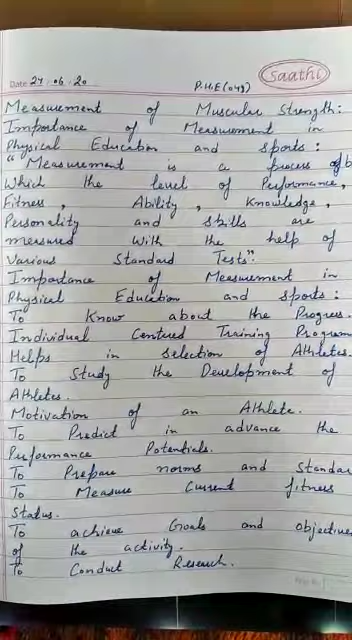 Saathi
Date 27.06.20 P.H.E(048)
Measurement of Muscular Strength:
Importance of Measurement in
Physical Education and sports:
"Measurement is a process of b
Which the level of Performance,
Fitness, Ability, Knowledge,
Personality and Skills are
measured With the help of
Various Standard Tests".
Importance of Measurement in
Physical Education and sports:
To Know about the Progress.
Individual Centred Training Program
Helps in selection of Athletes.
To Study the Development of
Athletes.
Motivation of an Athlete.
To Predict in advance the
Performance Potentials.
To Prepare norms and Standar
To Measure Current fitness
Status.
To achieve Goals and objective
of the activity.
To Conduct Research.